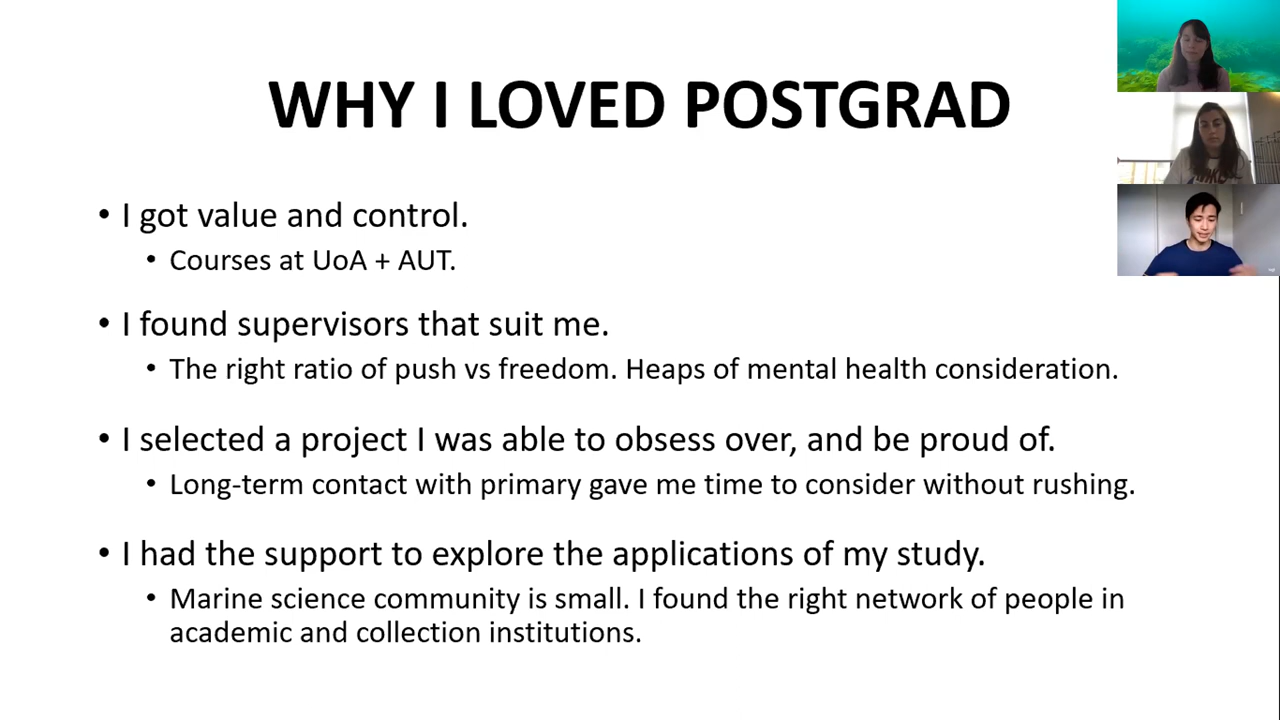 WHY I LOVED POSTGRAD
• I got value and control.
• Courses at UoA + AUT.
• I found supervisors that suit me.
• The right ratio of push vs freedom. Heaps of mental health consideration.
• I selected a project I was able to obsess over, and be proud of.
• Long-term contact with primary gave me time to consider without rushing.
• I had the support to explore the applications of my study.
• Marine science community is small. I found the right network of people in
academic and collection institutions.